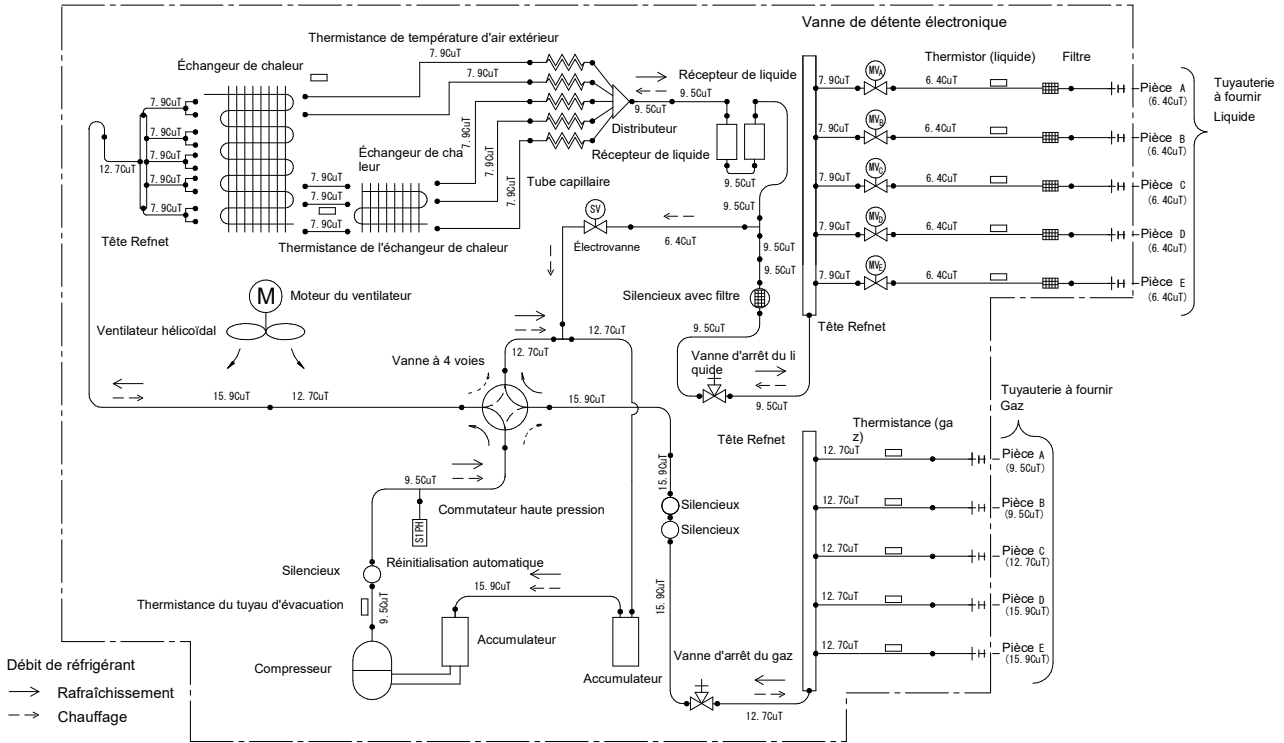 Vanne de détente électronique
Thermistance de température d'air extérieur
Échangeur de chaleur
7.9CuT
7.9CuT
7.9CuT
7.9CuT
7.9CuT
7.9CuT
7.9CuT
7.9CuT
7.9CuT
7.9CuT
12.7CuT
Tête Refnet
Échangeur de cha
leur
7.9CuT
7.9CuT
7.9CuT
Thermistance de l'échangeur de chaleur
Tube capillaire
Distributeur
9.5CuT
9.5CuT
Récepteur de liquide
9.5CuT
Récepteur de liquide
9.5CuT
9.5CuT
SV
Électrovanne
6.4CuT
9.5CuT
9.5CuT
Silencieux avec filtre
9.5CuT
Vanne d'arrêt du li
quide
9.5CuT
Tête Refnet
Thermistor (liquide)
Filtre
7.9CuT
MVA
6.4CuT
Pièce A
(6.4CuT)
7.9CuT
MVB
6.4CuT
Pièce B
(6.4CuT)
7.9CuT
MVC
6.4CuT
Pièce C
(6.4CuT)
7.9CuT
MVD
6.4CuT
Pièce D
(6.4CuT)
7.9CuT
MVE
6.4CuT
Pièce E
(6.4CuT)
Tuyauterie
à fournir
Liquide
M
Moteur du ventilateur
Ventilateur hélicoïdal
Vanne à 4 voies
12.7CuT
12.7CuT
15.9CuT
12.7CuT
15.9CuT
9.5CuT
S1PH
Commutateur haute pression
Réinitialisation automatique
Silencieux
Thermistance du tuyau d'évacuation
9.5CuT
Compresseur
15.9CuT
Accumulateur
Accumulateur
15.9CuT
Silencieux
Silencieux
15.9CuT
Vanne d'arrêt du gaz
12.7CuT
Tête Refnet
Thermistance (ga
z)
Tuyauterie à fournir
Gaz
12.7CuT
Pièce A
(9.5CuT)
12.7CuT
Pièce B
(9.5CuT)
12.7CuT
Pièce C
(12.7CuT)
12.7CuT
Pièce D
(15.9CuT)
12.7CuT
Pièce E
(15.9CuT)
Débit de réfrigérant
Rafraîchissement
Chauffage